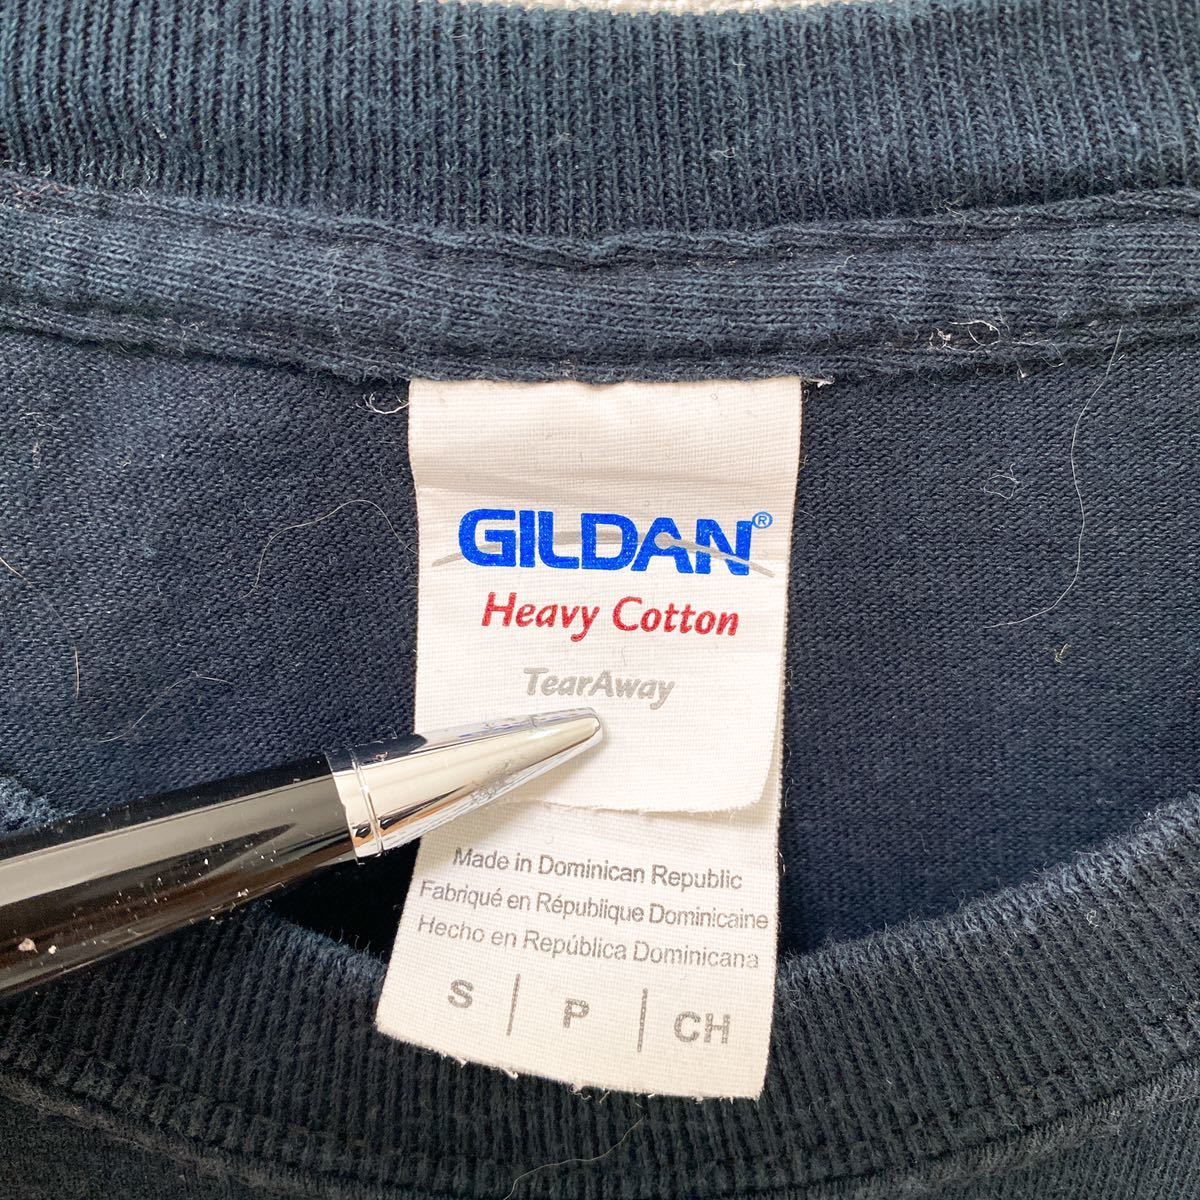 GILDAN®
Heavy Cotton
TearAway
Made in Dominican Republic
Fabriqué en République Dominicaine
Hecho en República Dominicana
S | P | CH